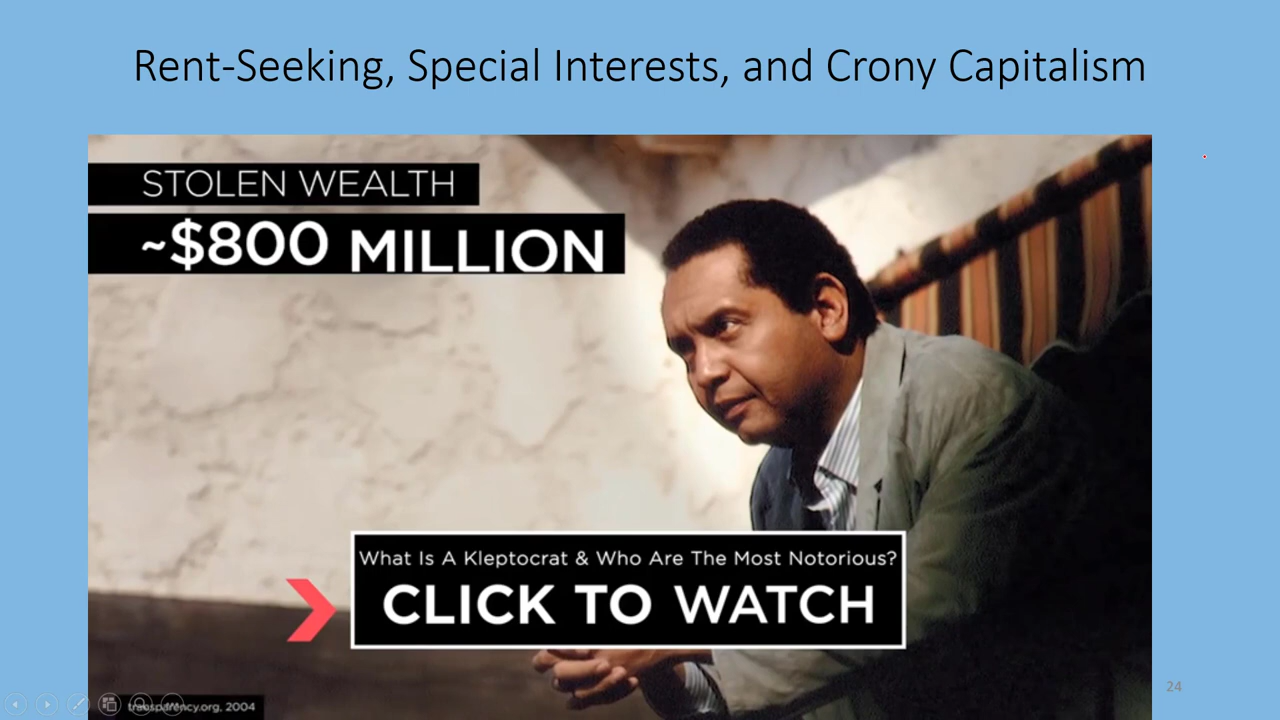 Rent-Seeking, Special Interests, and Crony Capitalism
STOLEN WEALTH
~$800 MILLION
What Is A Kleptocrat & Who Are The Most Notorious?
CLICK TO WATCH
transparency.org, 2004
24